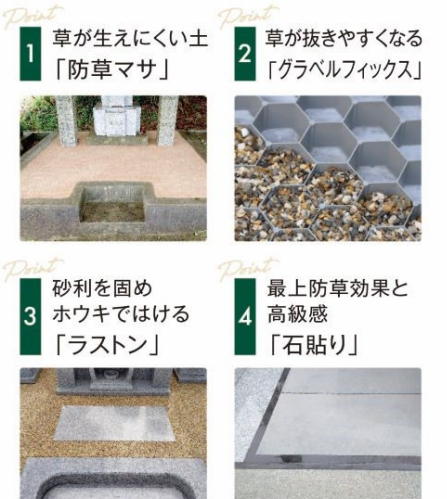 Point
1
草が生えにくい土
「防草マサ」
Point
2
草が抜きやすくなる
「グラベルフィックス」
Point
3
砂利を固め
ホウキではける
「ラストン」
Point
4
最上防草効果と
高級感
「石貼り」